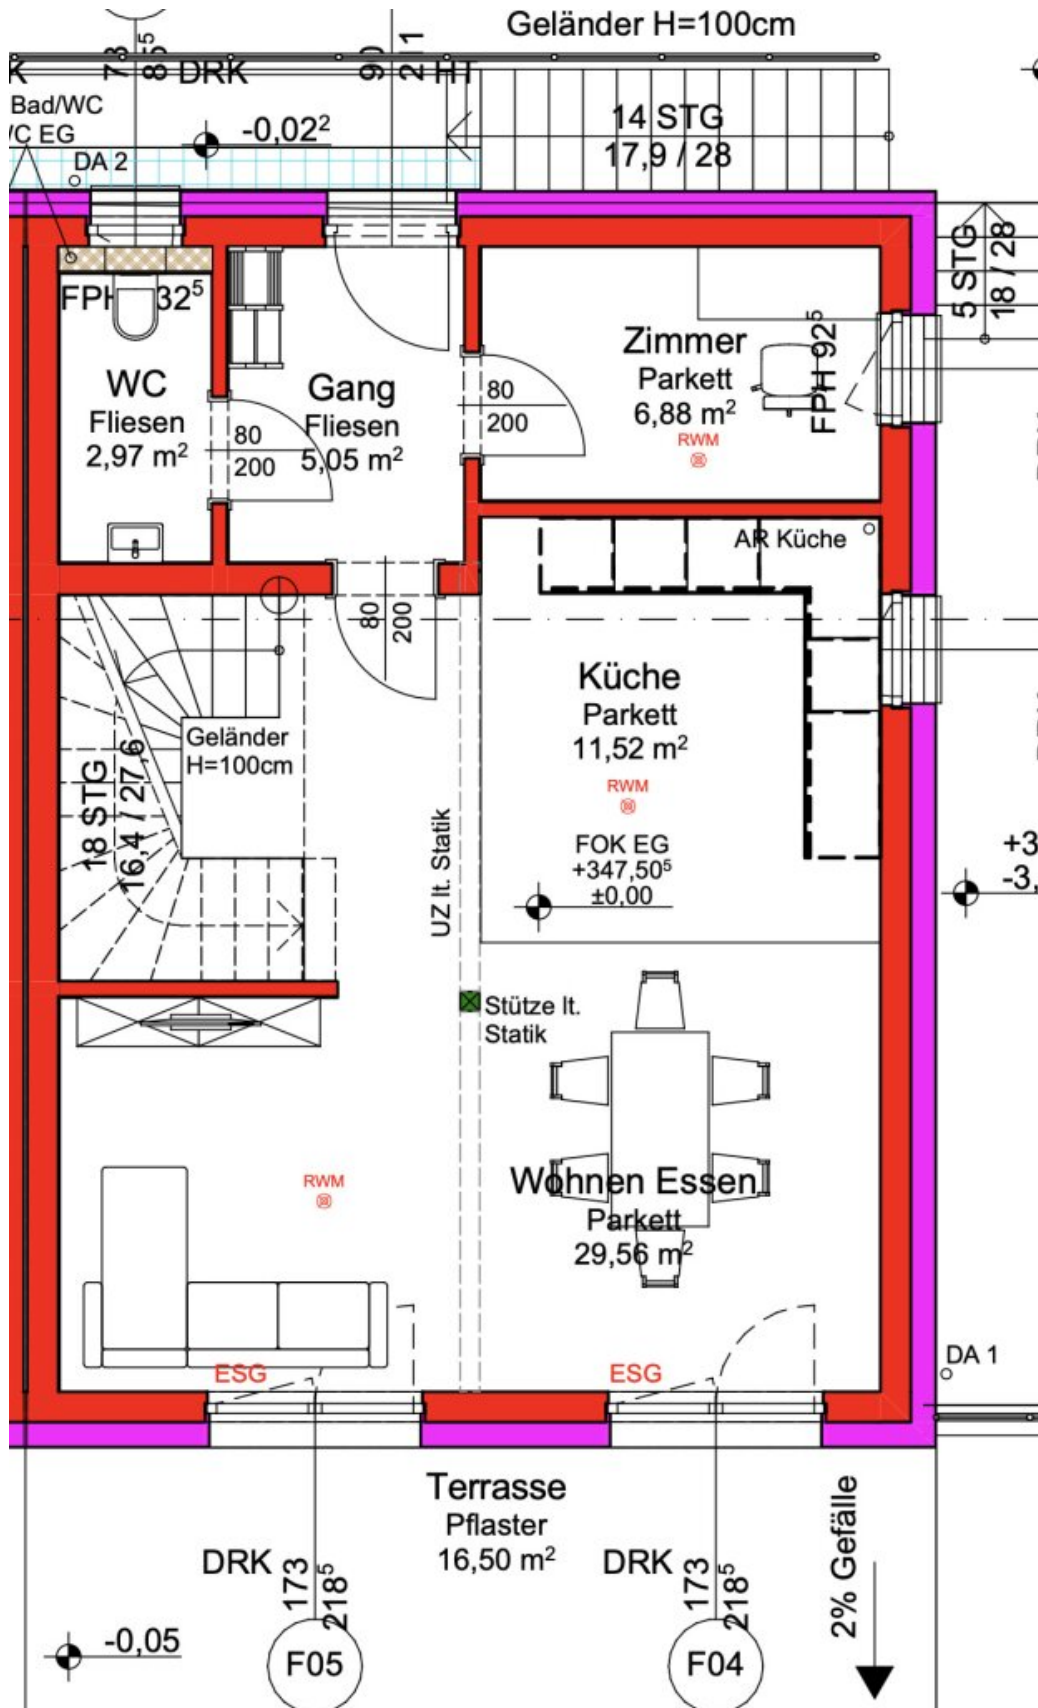 Geländer H=100cm
85⁵
DRK
90
211
HT
Bad/WC
C EG
DA 2
-0,02²
14 STG
17,9 / 28
5 STG
18 / 28
WC
Fliesen
2,97 m²
Gang
Fliesen
5,05 m²
80
200
80
200
Zimmer
Parkett
6,88 m²
RWM
FPH 92⁵
AR Küche
80
200
Küche
Parkett
11,52 m²
RWM
FOK EG
+347,50⁵
±0,00
Geländer
H=100cm
18 STG
16,4 / 27,6
UZ lt. Statik
Stütze lt.
Statik
RWM
Wohnen Essen
Parkett
29,56 m²
ESG
ESG
DA 1
Terrasse
Pflaster
16,50 m²
DRK
173
218⁵
DRK
173
218⁵
2% Gefälle
-0,05
F05
F04